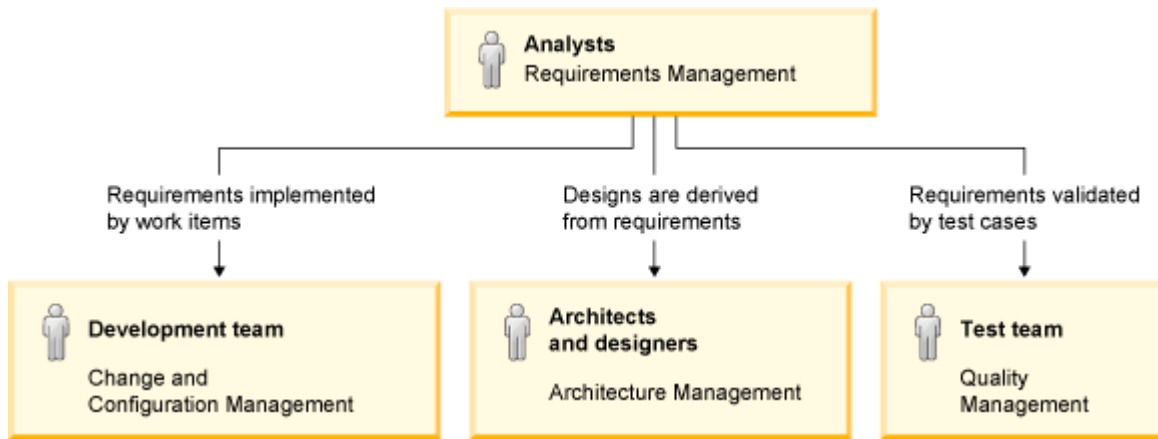 Analysts
Requirements Management
Requirements implemented
by work items
Designs are derived
from requirements
Requirements validated
by test cases
Development team
Change and
Configuration Management
Architects
and designers
Architecture Management
Test team
Quality
Management